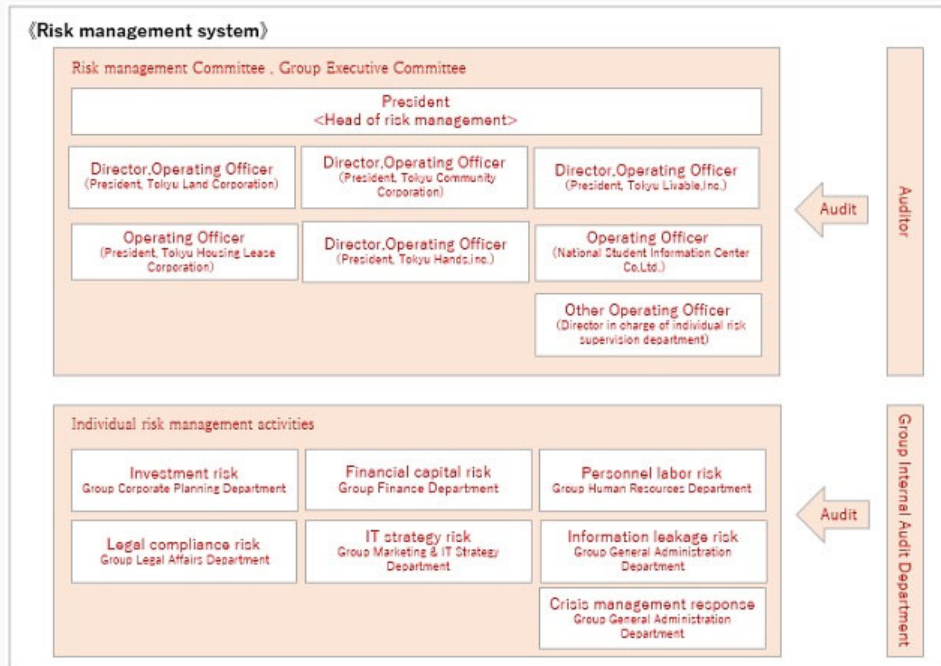 《Risk management system》
Risk management Committee , Group Executive Committee
President
<Head of risk management>
Director,Operating Officer
(President, Tokyu Land Corporation)
Director,Operating Officer
(President, Tokyu Community
Corporation)
Director,Operating Officer
(President, Tokyu Livable,Inc.)
Operating Officer
(President, Tokyu Housing Lease
Corporation)
Director,Operating Officer
(President, Tokyu Hands,inc.)
Operating Officer
(National Student Information Center
Co,Ltd.)
Other Operating Officer
(Director in charge of individual risk
supervision department)
Audit
Auditor
Individual risk management activities
Investment risk
Group Corporate Planning Department
Financial capital risk
Group Finance Department
Personnel labor risk
Group Human Resources Department
Legal compliance risk
Group Legal Affairs Department
IT strategy risk
Group Marketing & IT Strategy
Department
Information leakage risk
Group General Administration
Department
Crisis management response
Group General Administration
Department
Audit
Group Internal Audit Department